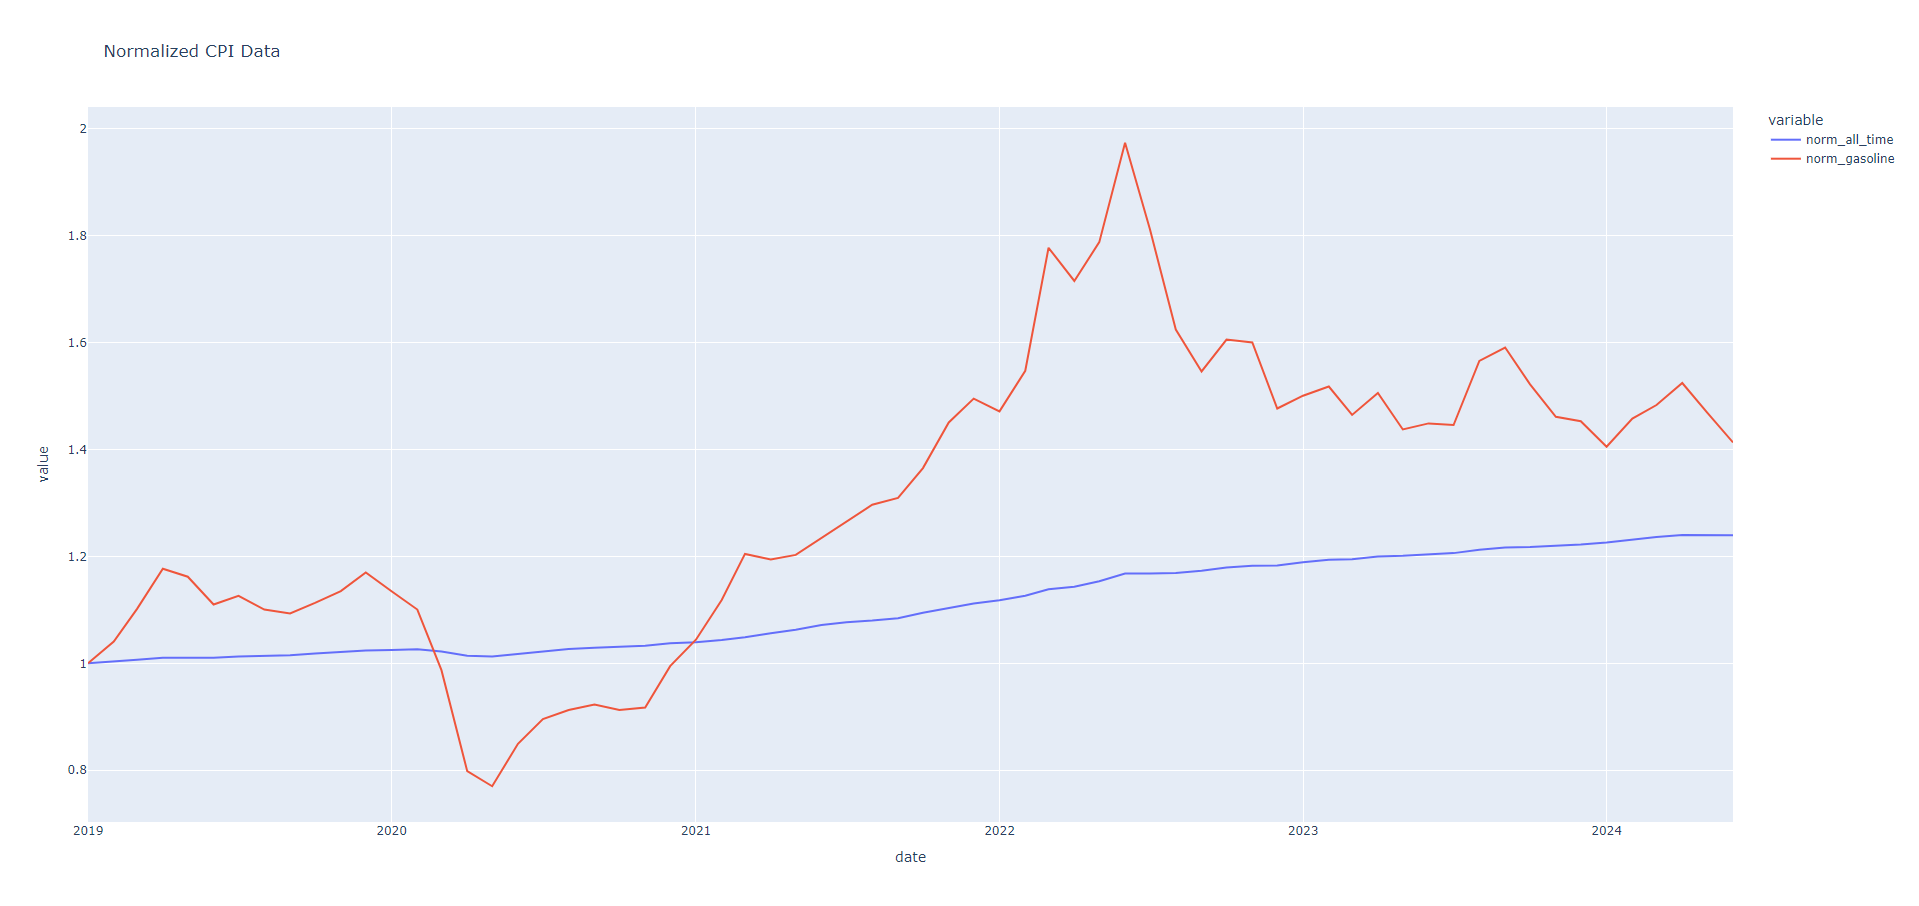 Normalized CPI Data
variable
norm_all_time
norm_gasoline
value
2
1.8
1.6
1.4
1.2
1
0.8
2019
2020
2021
2022
2023
2024
date